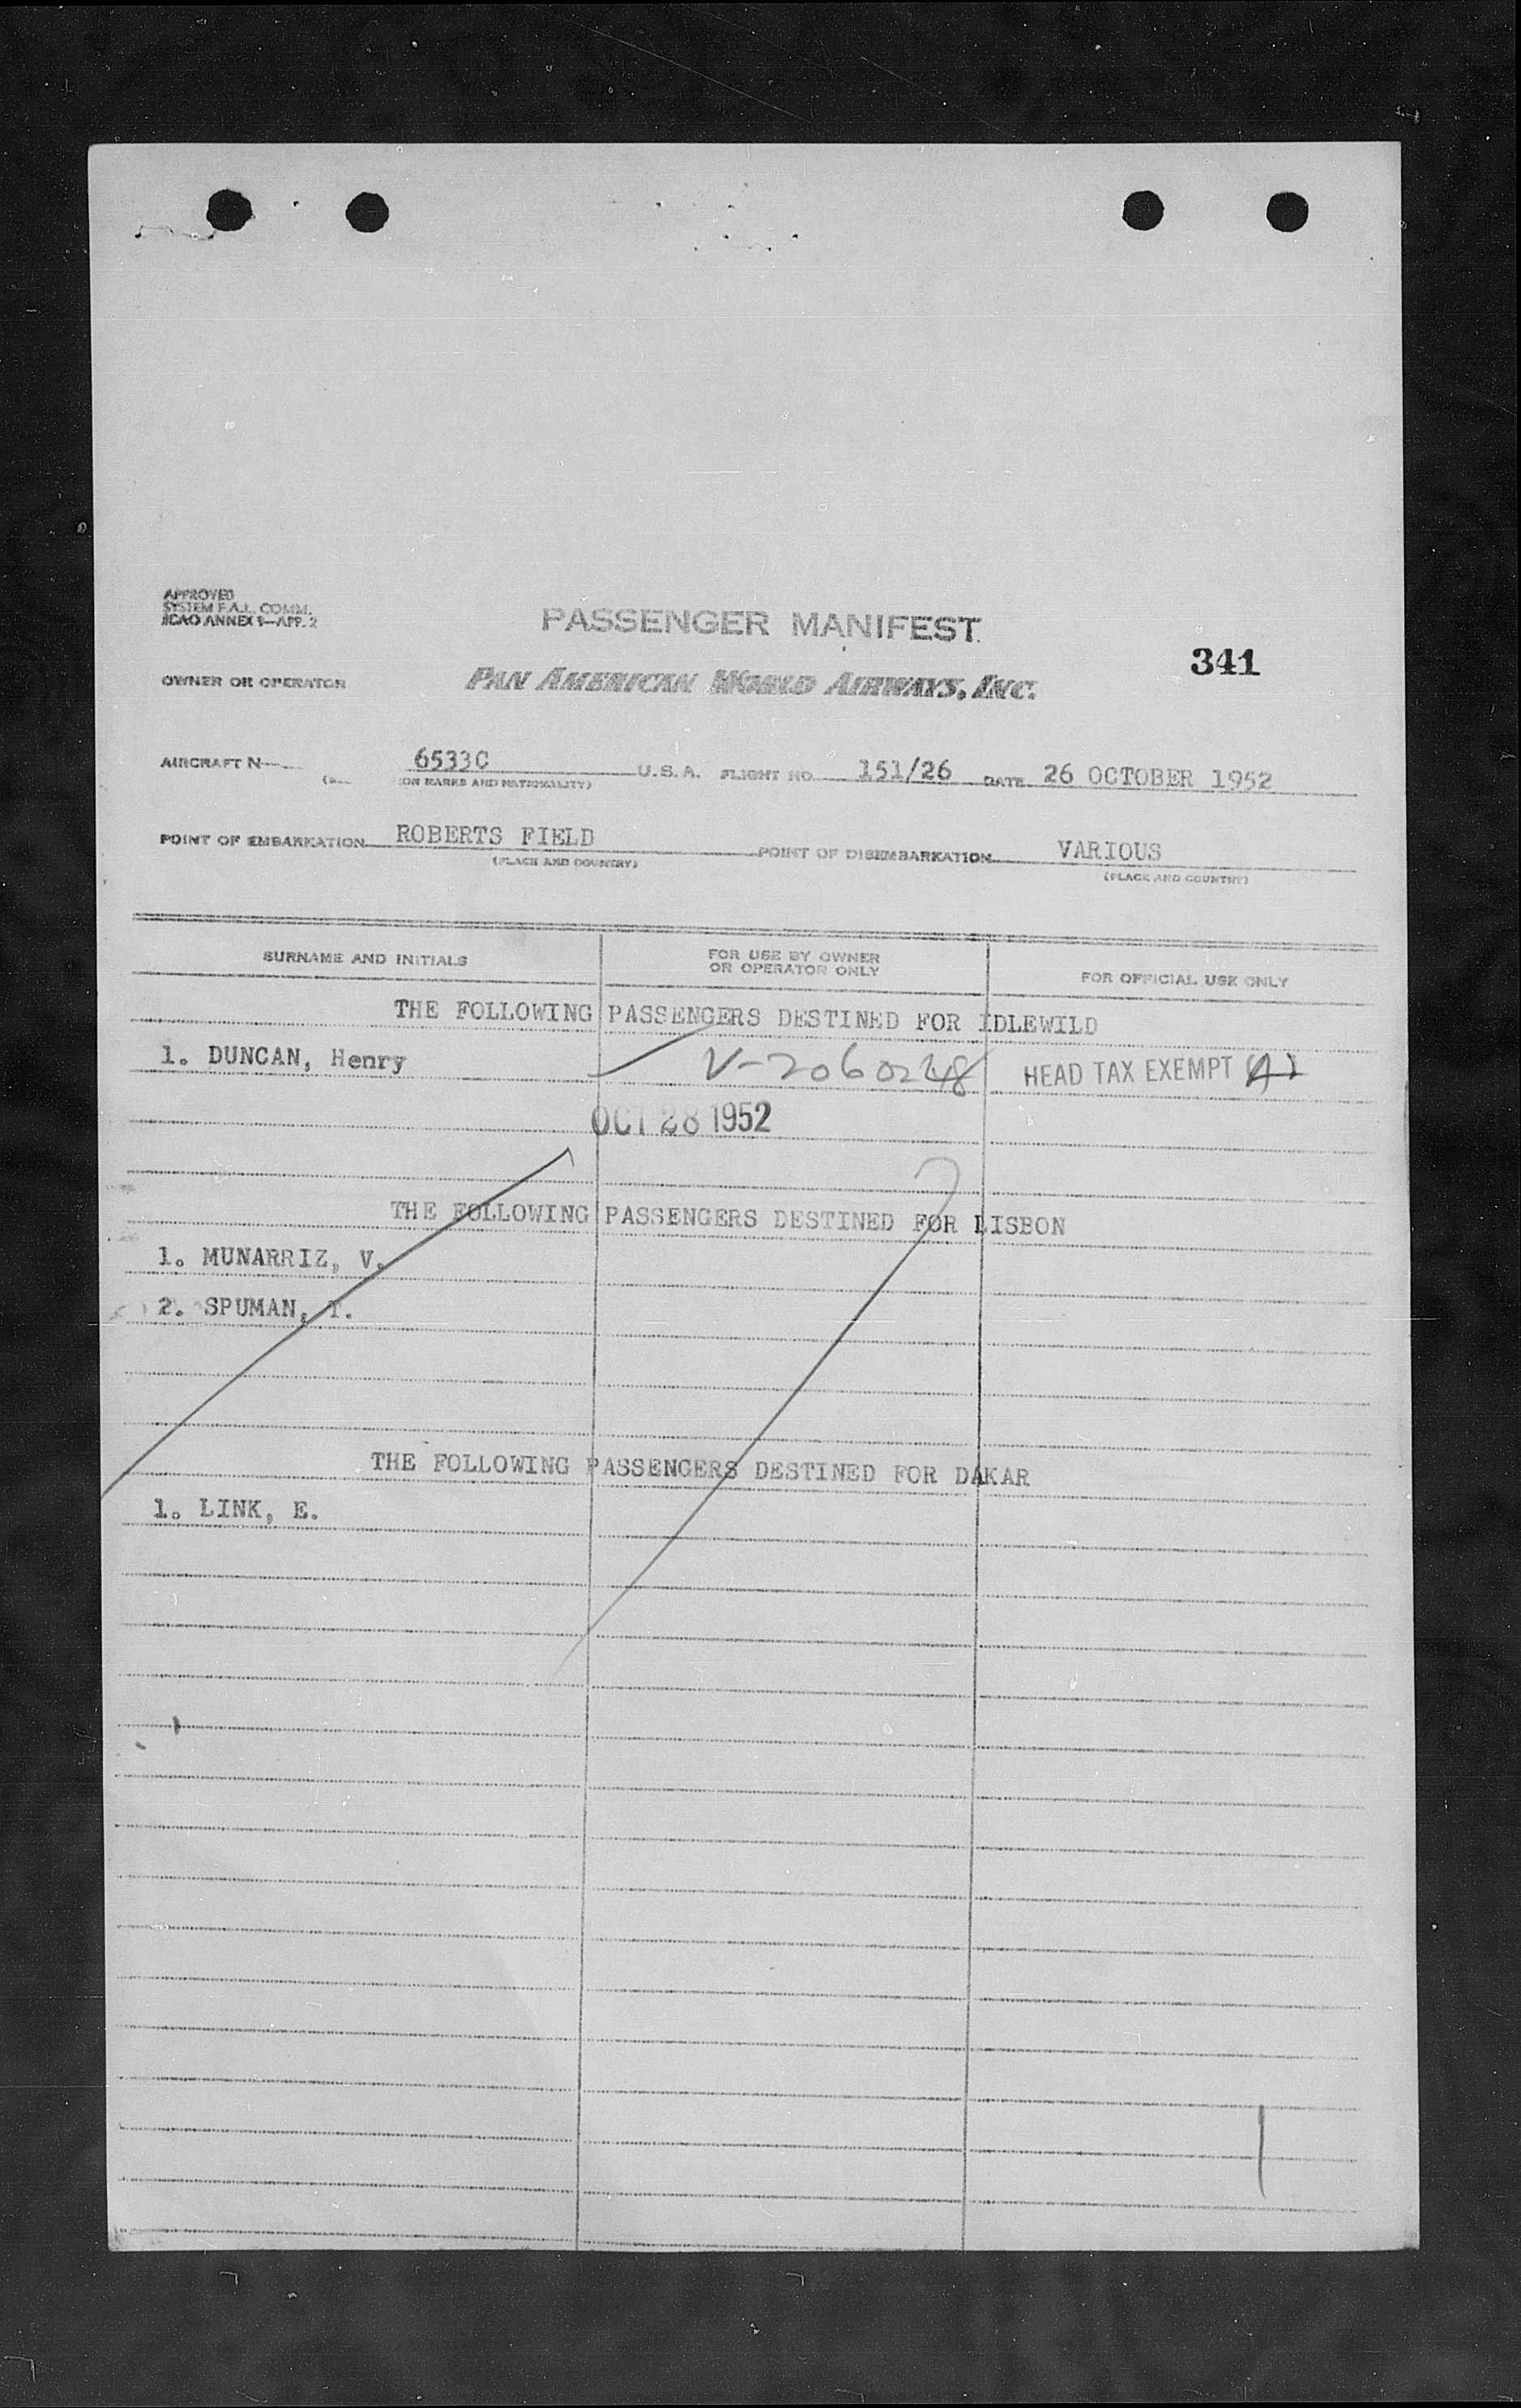 APPROVED
SYSTEM F.A.L. COMM.
ICAO ANNEX 9—APP. 2
PASSENGER MANIFEST
341
OWNER OR OPERATOR PAN AMERICAN WORLD AIRWAYS, INC.
AIRCRAFT N 6533C U.S.A. FLIGHT NO. 151/26 DATE 26 OCTOBER 1952
ON MARKS AND NATIONALITY)
POINT OF EMBARKATION ROBERTS FIELD POINT OF DISEMBARKATION VARIOUS
(PLACE AND COUNTRY) (PLACE AND COUNTRY)
SURNAME AND INITIALS FOR USE BY OWNER OR OPERATOR ONLY FOR OFFICIAL USE ONLY
THE FOLLOWING PASSENGERS DESTINED FOR IDLEWILD
1. DUNCAN, Henry V-2060248 HEAD TAX EXEMPT (A)
OCT 28 1952
THE FOLLOWING PASSENGERS DESTINED FOR LISBON
1. MUNARRIZ, V.
2. SPUMAN, T.
THE FOLLOWING PASSENGERS DESTINED FOR DAKAR
1. LINK, E.